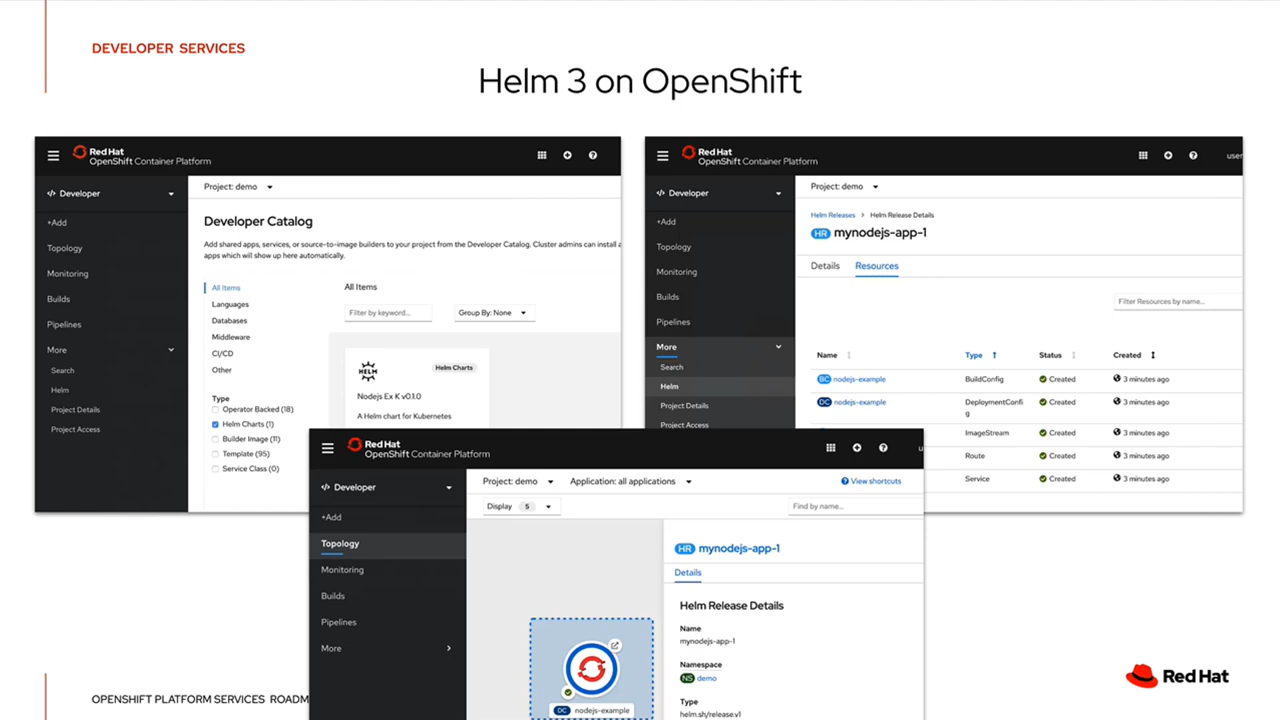 DEVELOPER SERVICES
Helm 3 on OpenShift
Red Hat
OpenShift Container Platform
Developer
+Add
Topology
Monitoring
Builds
Pipelines
More
Search
Helm
Project Details
Project Access
Project: demo
Developer Catalog
Add shared apps, services, or source-to-image builders to your project from the Developer Catalog. Cluster admins can install a
apps which will show up here automatically.
All Items
Languages
Databases
Middleware
CI/CD
Other
Type
Operator Backed (18)
Helm Charts (1)
Builder Image (11)
Template (95)
Service Class (0)
All Items
Filter by keyword...
Group By: None
HELM
Helm Charts
Nodejs Ex K v0.1.0
A Helm chart for Kubernetes
Red Hat
OpenShift Container Platform
user
Developer
+Add
Topology
Monitoring
Builds
Pipelines
More
Search
Helm
Project Details
Project Access
Project: demo
Helm Releases > Helm Release Details
HR mynodejs-app-1
Details Resources
Filter Resources by name...
Name Type Status Created
BC nodejs-example BuildConfig Created 3 minutes ago
DC nodejs-example DeploymentConfi
g Created 3 minutes ago
ImageStream Created 3 minutes ago
Route Created 3 minutes ago
Service Created 3 minutes ago
Red Hat
OpenShift Container Platform
u
Developer
+Add
Topology
Monitoring
Builds
Pipelines
More
Project: demo Application: all applications View shortcuts
Display 5 Find by name...
DC nodejs-example
HR mynodejs-app-1
Details
Helm Release Details
Name
mynodejs-app-1
Namespace
NS demo
Type
helm.sh/release.v1
OPENSHIFT PLATFORM SERVICES ROADM
Red Hat